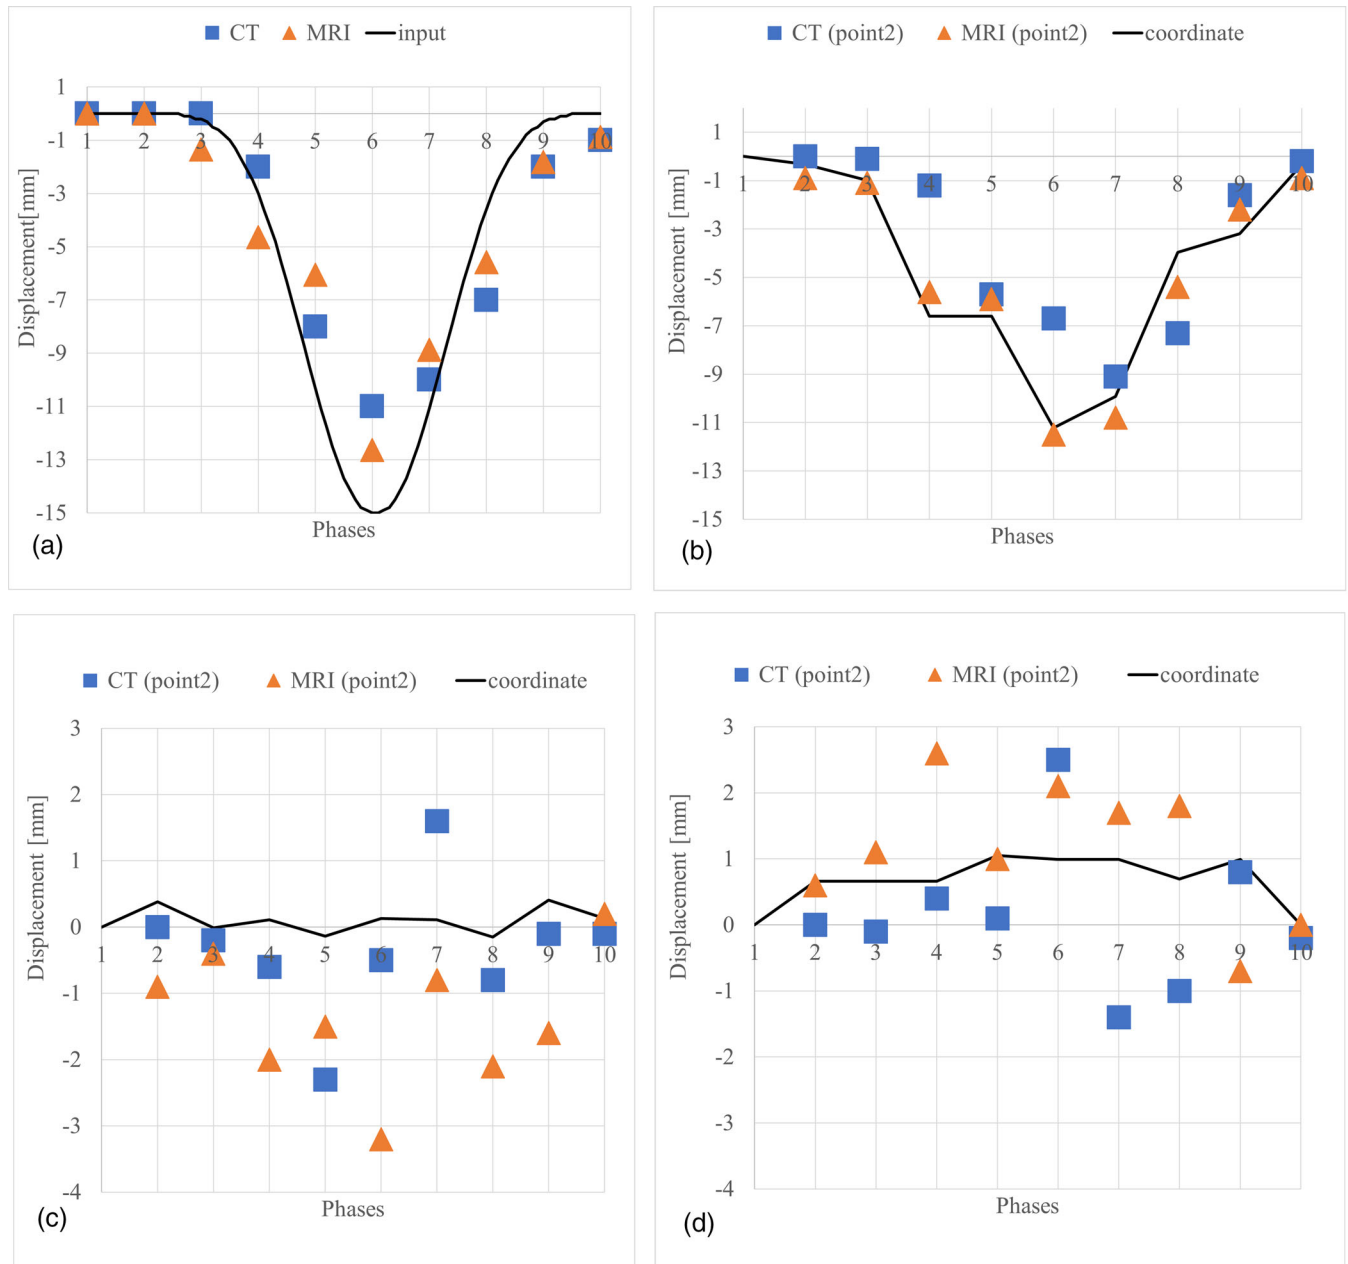 CT MRI input
1
-1
-3
-5
-7
-9
-11
-13
-15
1 2 3 4 5 6 7 8 9 10
Displacement[mm]
Phases
(a)
CT (point2) MRI (point2) coordinate
1
-1
-3
-5
-7
-9
-11
-13
-15
1 2 3 4 5 6 7 8 9 10
Displacement [mm]
Phases
(b)
CT (point2) MRI (point2) coordinate
3
2
1
0
-1
-2
-3
-4
1 2 3 4 5 6 7 8 9 10
Displacement [mm]
Phases
(c)
CT (point2) MRI (point2) coordinate
3
2
1
0
-1
-2
-3
-4
1 2 3 4 5 6 7 8 9 10
Displacement [mm]
Phases
(d)